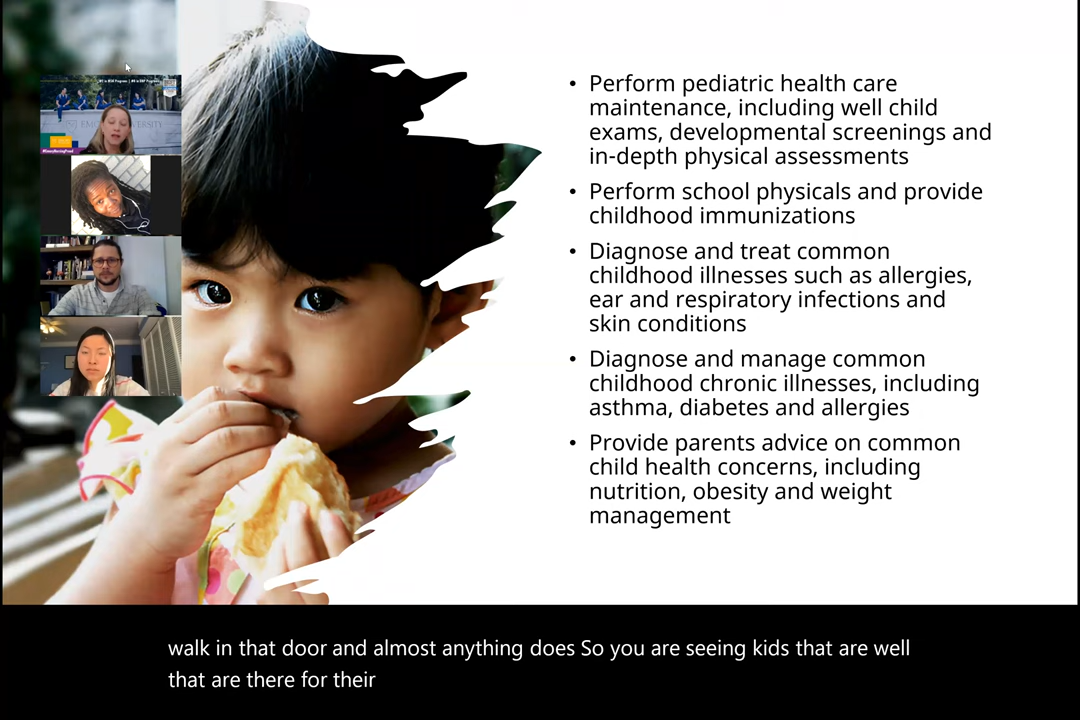 EMORY UNIVERSITY
• Perform pediatric health care
maintenance, including well child
exams, developmental screenings and
in-depth physical assessments
• Perform school physicals and provide
childhood immunizations
• Diagnose and treat common
childhood illnesses such as allergies,
ear and respiratory infections and
skin conditions
• Diagnose and manage common
childhood chronic illnesses, including
asthma, diabetes and allergies
• Provide parents advice on common
child health concerns, including
nutrition, obesity and weight
management
walk in that door and almost anything does So you are seeing kids that are well
that are there for their